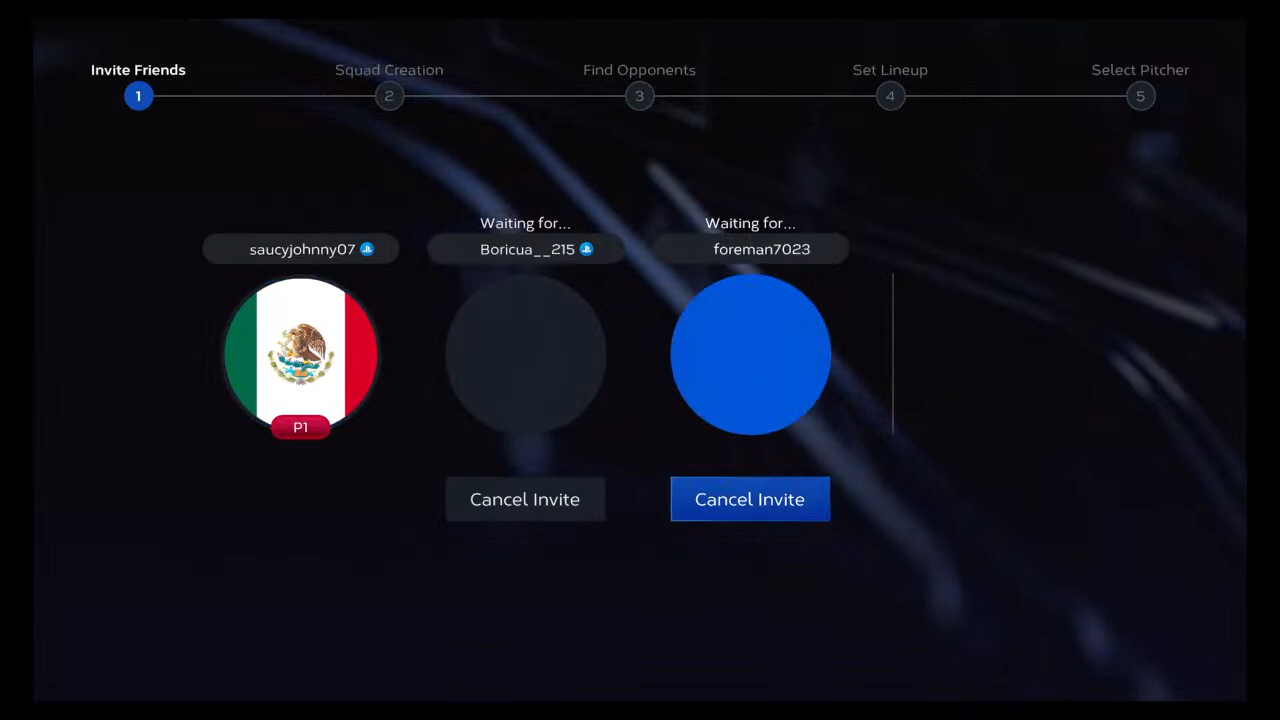 Invite Friends
Squad Creation
Find Opponents
Set Lineup
Select Pitcher
1
2
3
4
5
Waiting for...
Waiting for...
saucyjohnny07
Boricua__215
foreman7023
P1
Cancel Invite
Cancel Invite